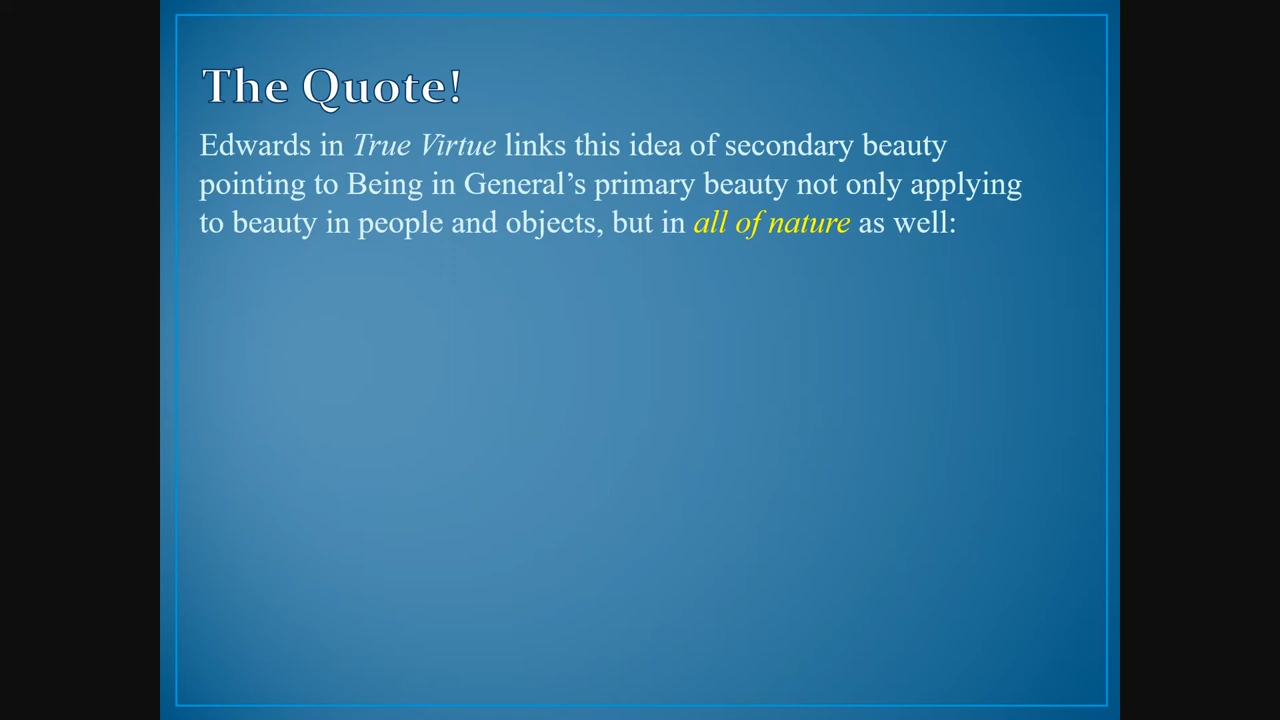 The Quote!
Edwards in True Virtue links this idea of secondary beauty
pointing to Being in General’s primary beauty not only applying
to beauty in people and objects, but in all of nature as well: